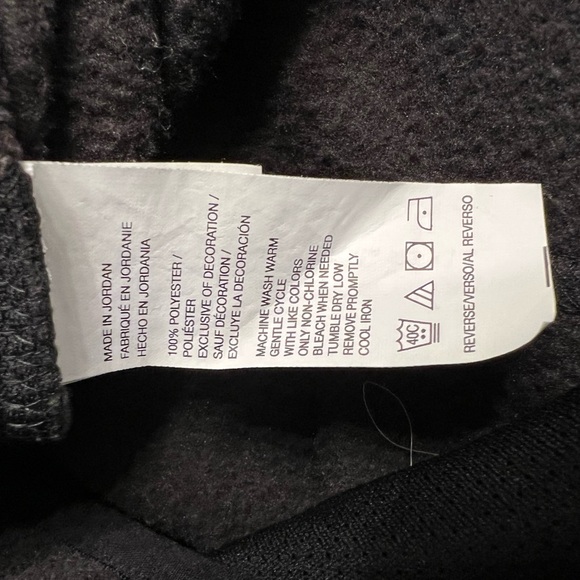 MADE IN JORDAN
FABRIQUÉ EN JORDANIE
HECHO EN JORDANIA
100% POLYESTER /
POLIÉSTER
EXCLUSIVE OF DECORATION /
SAUF DÉCORATION /
EXCLUYE LA DECORACIÓN
MACHINE WASH WARM
GENTLE CYCLE
WITH LIKE COLORS
ONLY NON-CHLORINE
BLEACH WHEN NEEDED
TUMBLE DRY LOW
REMOVE PROMPTLY
COOL IRON
40C
REVERSE/VERSO/AL REVERSO